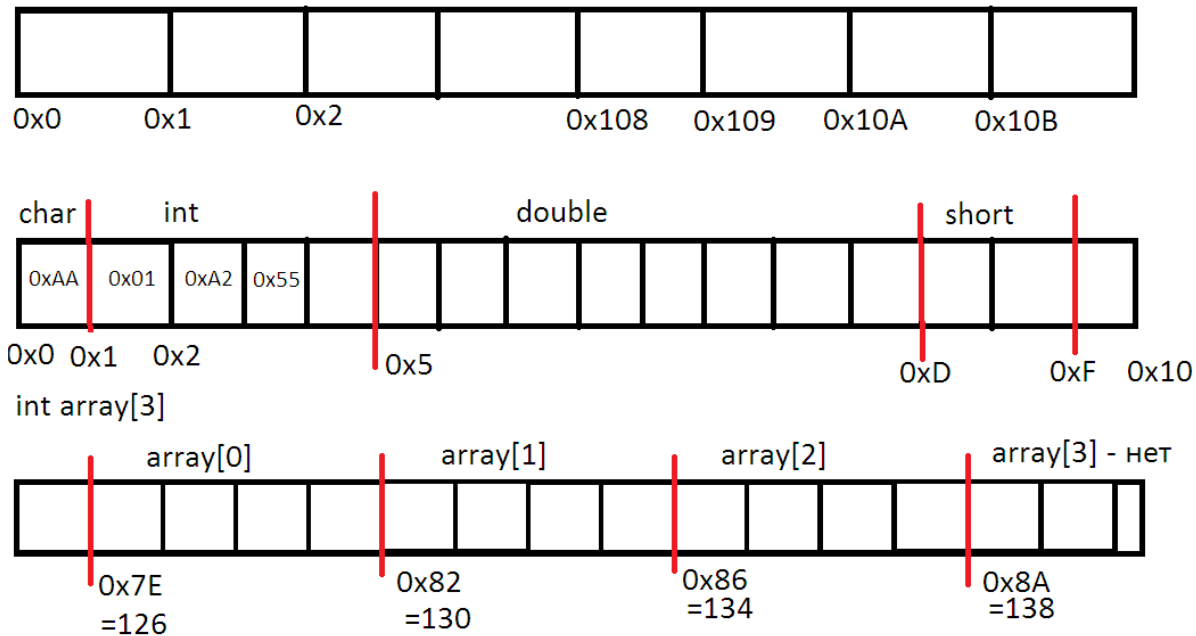 0x0 0x1 0x2 0x108 0x109 0x10A 0x10B
char int double short
0xAA 0x01 0xA2 0x55
0x0 0x1 0x2 0x5 0xD 0xF 0x10
int array[3]
array[0] array[1] array[2] array[3] - нет
0x7E 0x82 0x86 0x8A
=126 =130 =134 =138